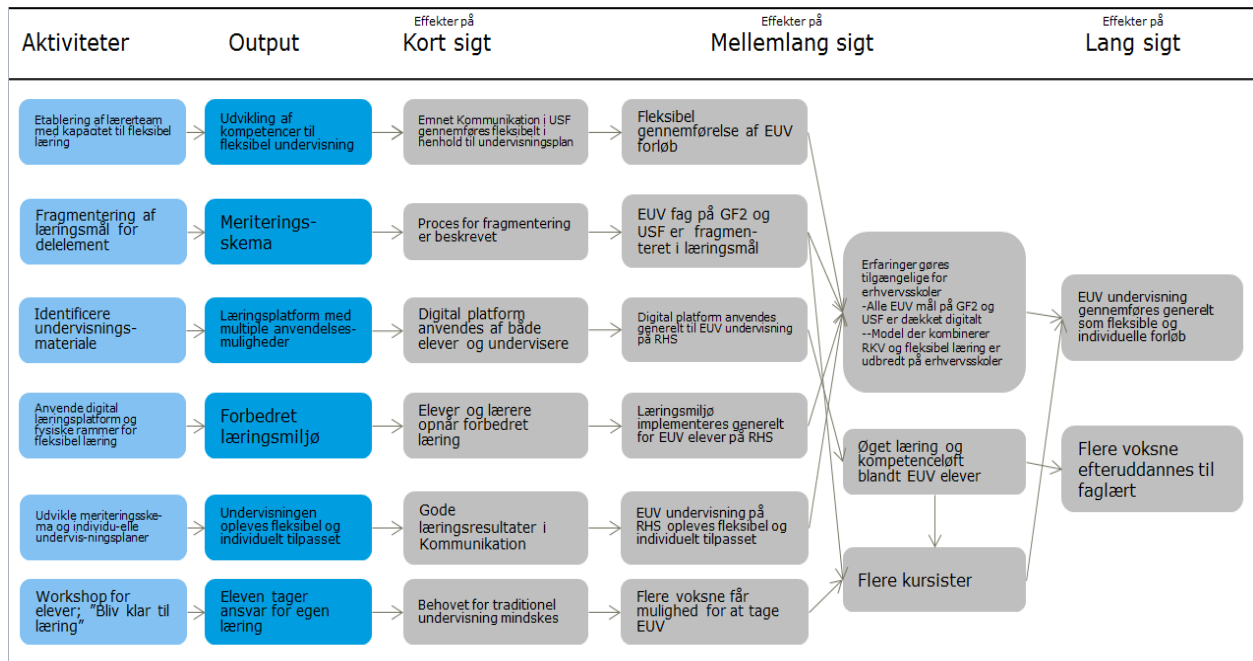 Effekter på
Effekter på
Effekter på
Aktiviteter
Output
Kort sigt
Mellemlang sigt
Lang sigt
Etablering af lærerteam
med kapacitet til fleksibel
læring
Udvikling af
kompetencer til
fleksibel undervisning
Emnet Kommunikation i USF
gennemføres fleksibelt i
henhold til undervisningsplan
Fleksibel
gennemførelse af EUV
forløb
Fragmentering af
læringsmål for
delelement
Meriterings-
skema
Proces for fragmentering
er beskrevet
EUV fag på GF2 og
USF er fragmen-
teret i læringsmål
Erfaringer gøres
tilgængelige for
erhvervsskoler
-Alle EUV mål på GF2 og
USF er dækket digitalt
--Model der kombinerer
RKV og fleksibel læring er
udbredt på erhvervsskoler
EUV undervisning
gennemføres generelt
som fleksible og
individuelle forløb
Identificere
undervisnings-
materiale
Læringsplatform med
multiple anvendelses-
muligheder
Digital platform
anvendes af både
elever og undervisere
Digital platform anvendes
generelt til EUV undervisning
på RHS
Anvende digital
læringsplatform og
fysiske rammer for
fleksibel læring
Forbedret
læringsmiljø
Elever og lærere
opnår forbedret
læring
Læringsmiljø
implementeres generelt
for EUV elever på RHS
Øget læring og
kompetenceløft
blandt EUV elever
Flere voksne
efteruddannes til
faglært
Udvikle meriteringsske-
ma og individu-elle
undervis-ningsplaner
Undervisningen
opleves fleksibel og
individuelt tilpasset
Gode
læringsresultater i
Kommunikation
EUV undervisning på
RHS opleves fleksibel og
individuelt tilpasset
Flere kursister
Workshop for
elever; ”Bliv klar til
læring”
Eleven tager
ansvar for egen
læring
Behovet for traditionel
undervisning mindskes
Flere voksne får
mulighed for at tage
EUV